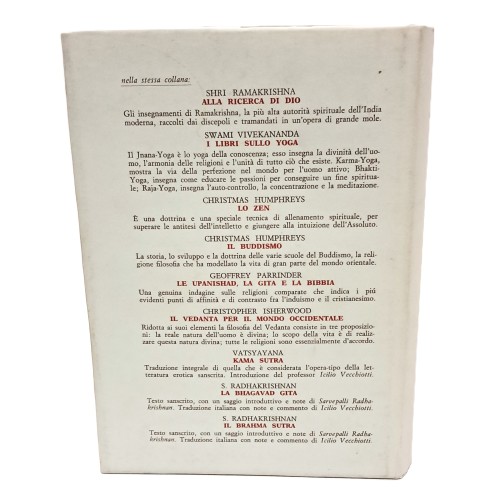 nella stessa collana:
SHRI RAMAKRISHNA
ALLA RICERCA DI DIO
Gli insegnamenti di Ramakrishna, la più alta autorità spirituale dell'India
moderna, raccolti dai discepoli e tramandati in un'opera di grande mole.
SWAMI VIVEKANANDA
I LIBRI SULLO YOGA
Il Jnana-Yoga è lo yoga della conoscenza; esso insegna la divinità dell'uo-
mo, l'armonia delle religioni e l'unità di tutto ciò che esiste. Karma-Yoga,
mostra la via della perfezione nel mondo per l'uomo attivo; Bhakti-
Yoga, insegna come educare le passioni per conseguire un fine spiritua-
le; Raja-Yoga, insegna l'auto-controllo, la concentrazione e la meditazione.
CHRISTMAS HUMPHREYS
LO ZEN
È una dottrina e una speciale tecnica di allenamento spirituale, per
superare le antitesi dell'intelletto e giungere alla intuizione dell'Assoluto.
CHRISTMAS HUMPHREYS
IL BUDDISMO
La storia, lo sviluppo e la dottrina delle varie scuole del Buddismo, la reli-
gione filosofica che ha modellato la vita di gran parte del mondo orientale.
GEOFFREY PARRINDER
LE UPANISHAD, LA GITA E LA BIBBIA
Una genuina indagine sulle religioni comparate che indica i più
evidenti punti di affinità e di contrasto fra l'induismo e il cristianesimo.
CHRISTOPHER ISHERWOOD
IL VEDANTA PER IL MONDO OCCIDENTALE
Ridotta ai suoi elementi la filosofia del Vedanta consiste in tre proposizio-
ni: la reale natura dell'uomo è divina; lo scopo della vita è di realiz-
zare questa natura divina; tutte le religioni sono essenzialmente d'accordo.
VATSYAYANA
KAMA SUTRA
Traduzione integrale di quella che è considerata l'opera-tipo della let-
teratura erotica sanscrita. Introduzione del professor Icilio Vecchiotti.
S. RADHAKRISHNAN
LA BHAGAVAD GITA
Testo sanscrito, con un saggio introduttivo e note di Sarvepalli Radha-
krishnan. Traduzione italiana con note e commento di Icilio Vecchiotti.
S. RADHAKRISHNAN
IL BRAHMA SUTRA
Testo sanscrito, con un saggio introduttivo e note di Sarvepalli Radha-
krishnan. Traduzione italiana con note e commento di Icilio Vecchiotti.